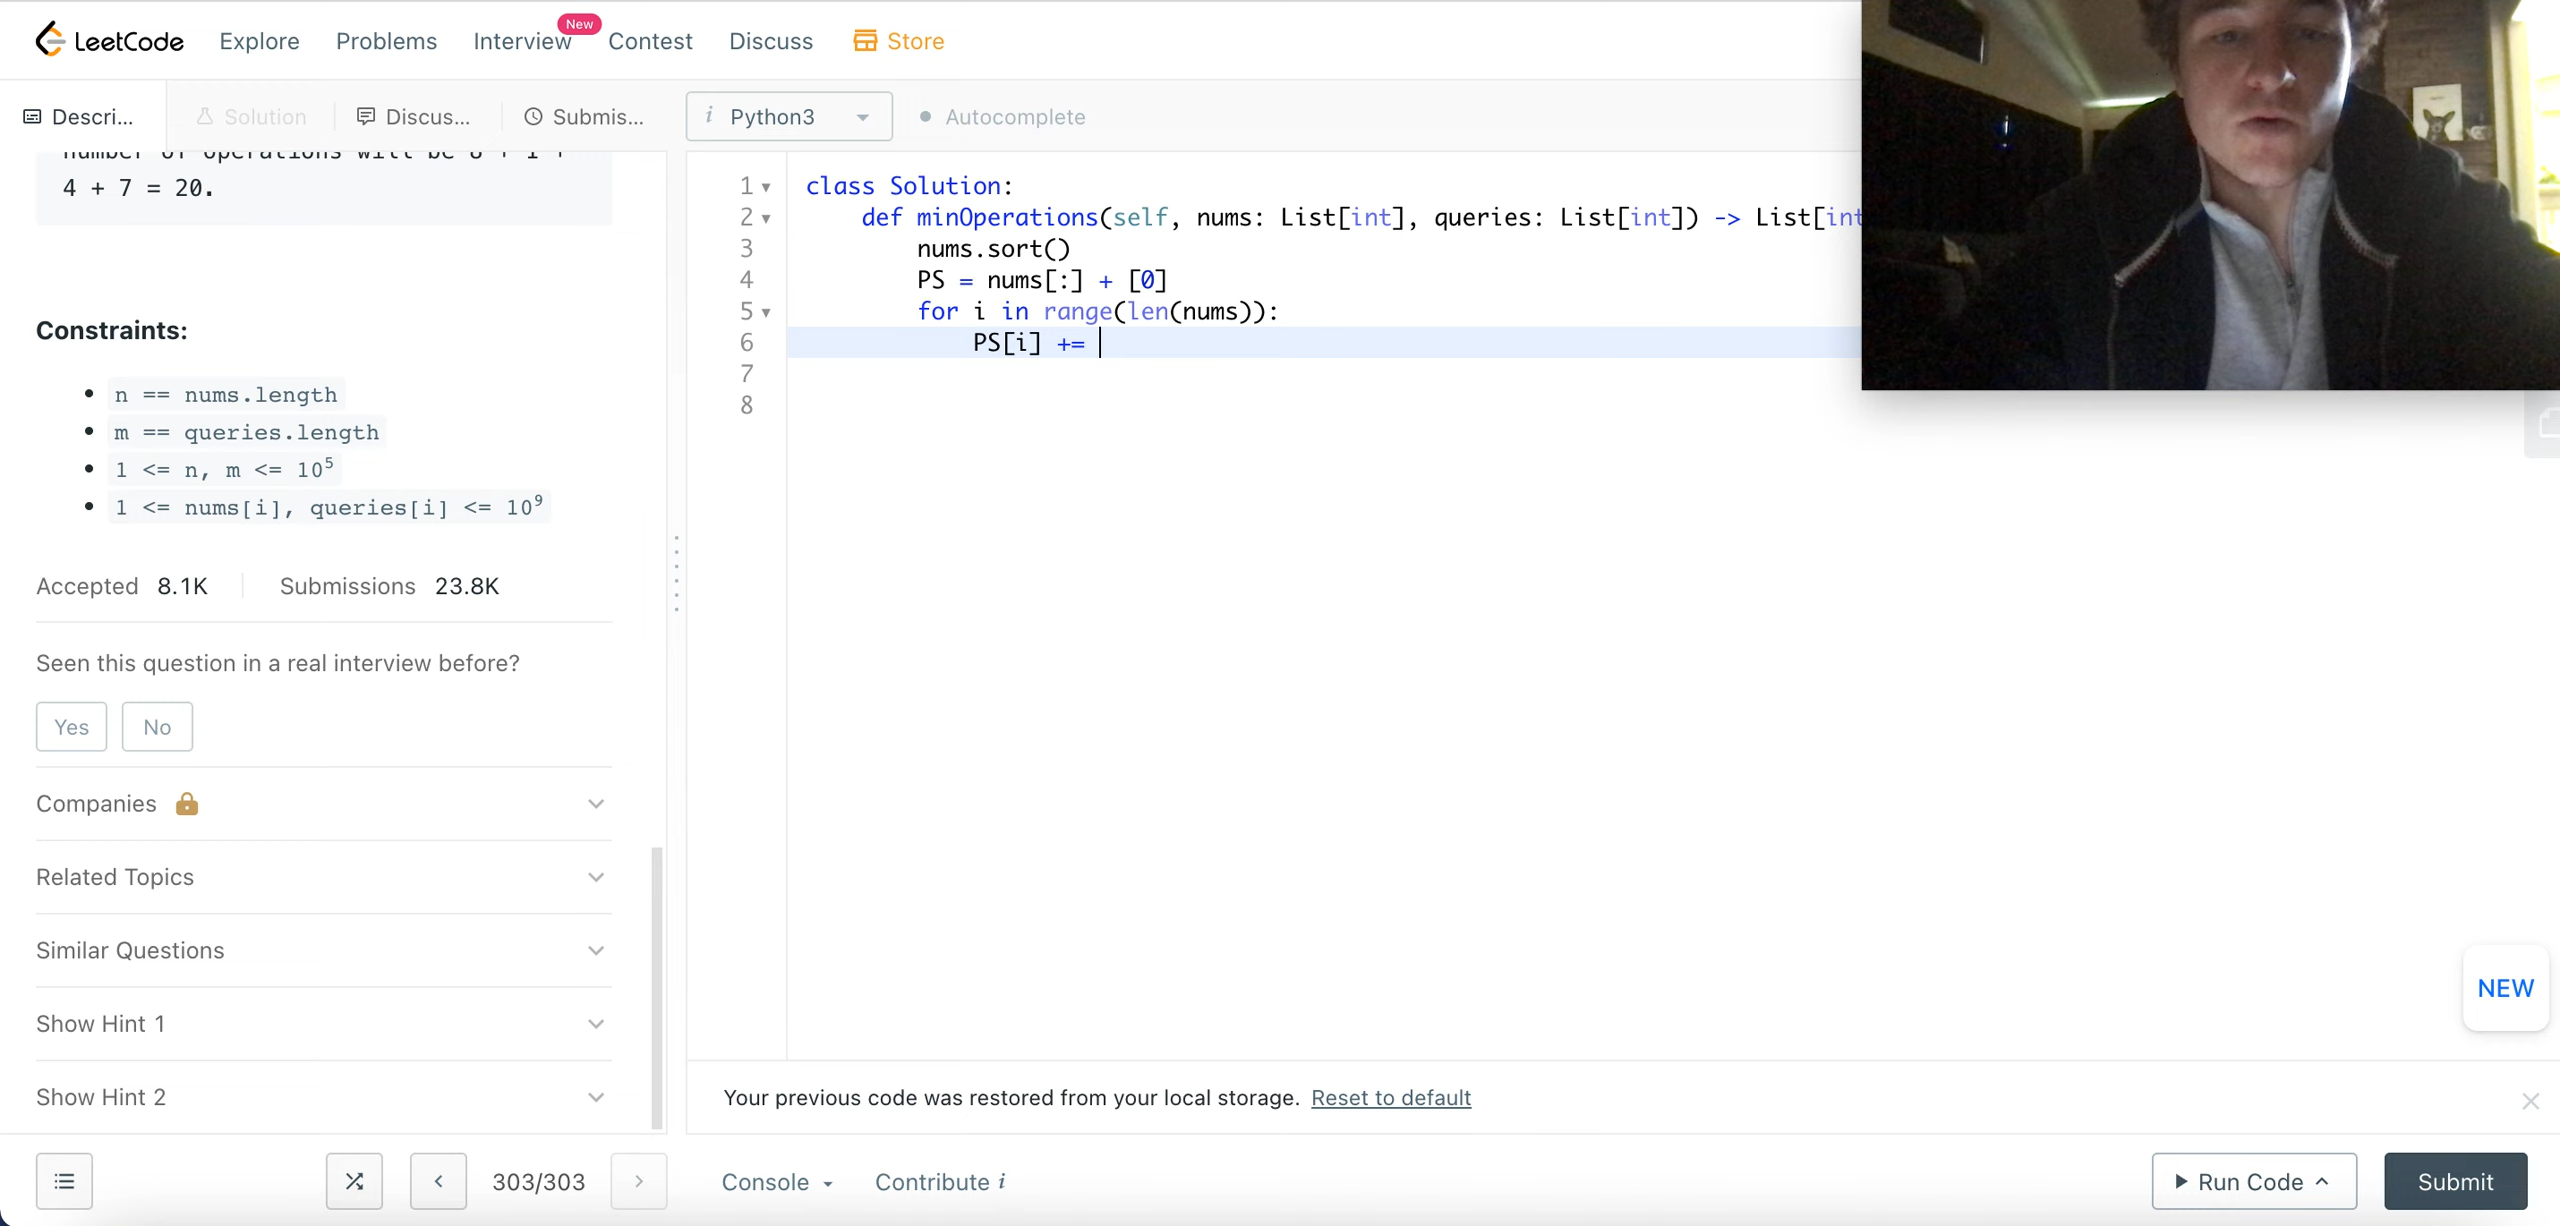 LeetCode Explore Problems Interview New Contest Discuss Store
Descri... Solution Discus... Submis...
number of operations will be 8 + 1 +
4 + 7 = 20.
Constraints:
n == nums.length
m == queries.length
1 <= n, m <= 10⁵
1 <= nums[i], queries[i] <= 10⁹
Accepted 8.1K Submissions 23.8K
Seen this question in a real interview before?
Yes No
Companies
Related Topics
Similar Questions
Show Hint 1
Show Hint 2
303/303
i Python3 Autocomplete
1 class Solution:
2 def minOperations(self, nums: List[int], queries: List[int]) -> List[int
3 nums.sort()
4 PS = nums[:] + [0]
5 for i in range(len(nums)):
6 PS[i] +=
7
8
NEW
Your previous code was restored from your local storage. Reset to default
Console Contribute i
Run Code Submit